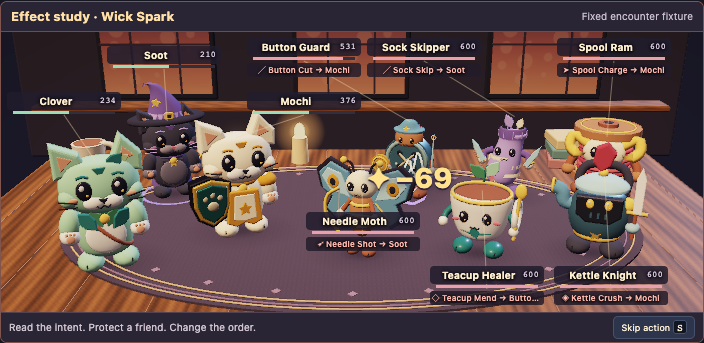 Effect study · Wick Spark
Fixed encounter fixture
Soot 210
Button Guard 531
Button Cut → Mochi
Sock Skipper 600
Sock Skip → Soot
Spool Ram 600
Spool Charge → Mochi
Clover 234
Mochi 376
-69
Needle Moth 600
Needle Shot → Soot
Teacup Healer 600
Teacup Mend → Butto...
Kettle Knight 600
Kettle Crush → Mochi
Read the intent. Protect a friend. Change the order.
Skip action S